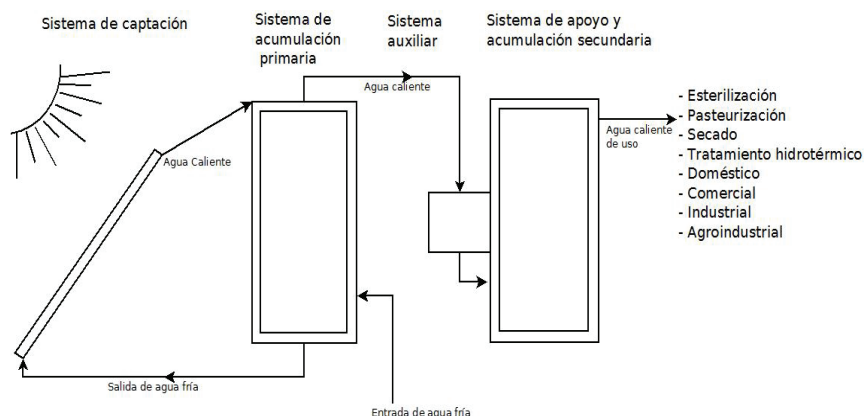 Sistema de captación
Sistema de
acumulación
primaria
Sistema
auxiliar
Sistema de apoyo y
acumulación secundaria
Agua caliente
Agua Caliente
Agua caliente
de uso
- Esterilización
- Pasteurización
- Secado
- Tratamiento hidrotérmico
- Doméstico
- Comercial
- Industrial
- Agroindustrial
Salida de agua fría
Entrada de agua fría